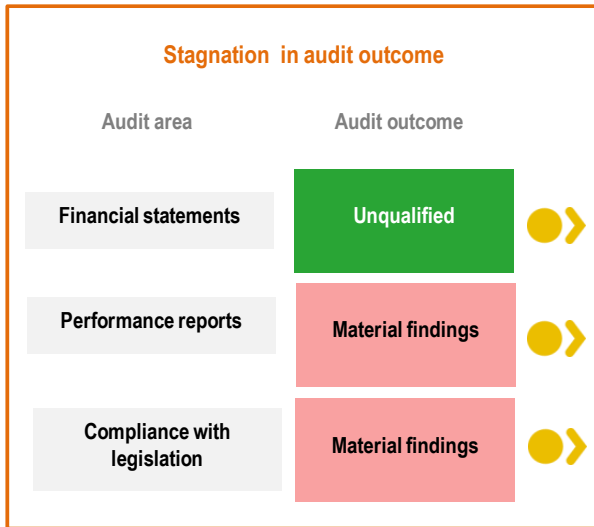 Stagnation in audit outcome
Audit area Audit outcome
Financial statements Unqualified
Performance reports Material findings
Compliance with
legislation Material findings